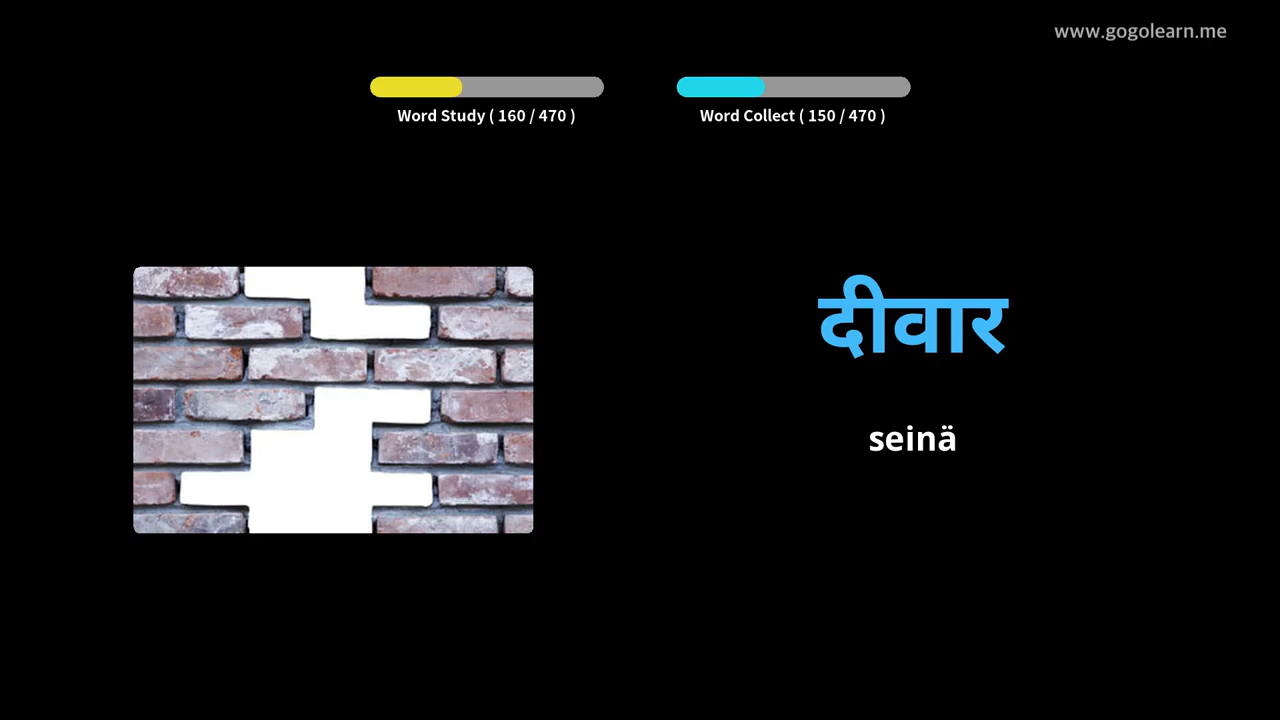 www.gogolearn.me
Word Study ( 160 / 470 )
Word Collect ( 150 / 470 )
दीवार
seinä